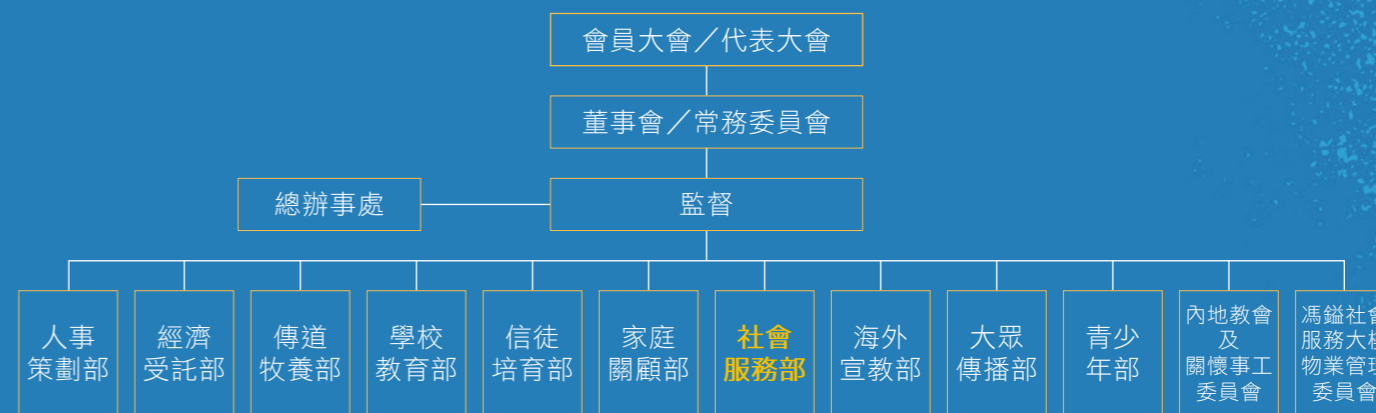 會員大會／代表大會
董事會／常務委員會
總辦事處
監督
人事
策劃部
經濟
受託部
傳道
牧養部
學校
教育部
信徒
培育部
家庭
關顧部
社會
服務部
海外
宣教部
大眾
傳播部
青少
年部
內地教會
及
關懷事工
委員會
馮鎰社會
服務大樓
物業管理
委員會